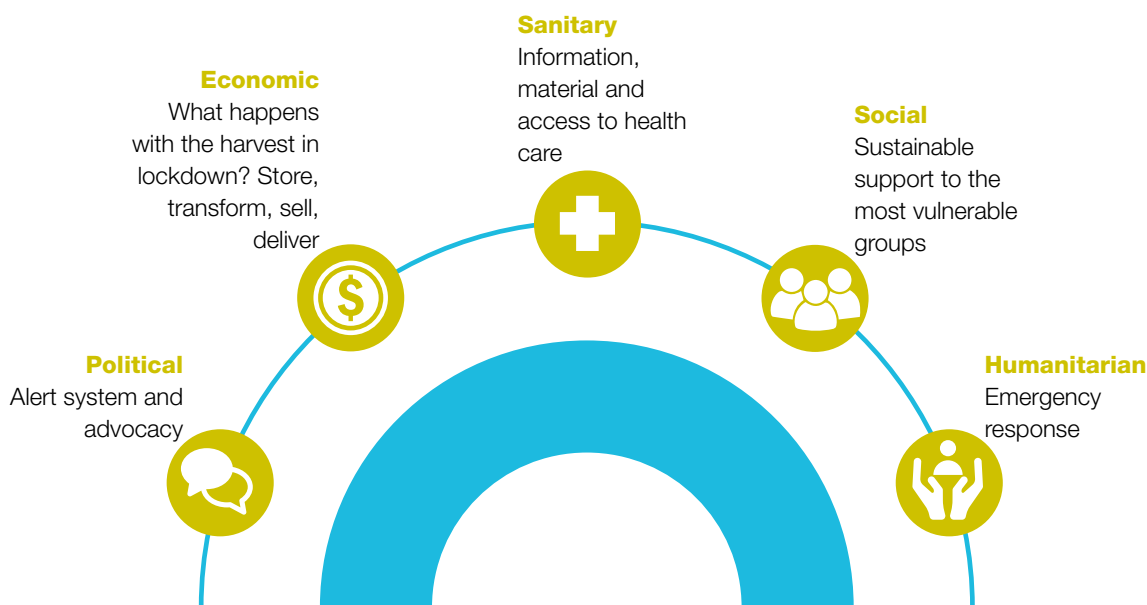 Political
Alert system and
advocacy
Economic
What happens
with the harvest in
lockdown? Store,
transform, sell,
deliver
$
Sanitary
Information,
material and
access to health
care
Social
Sustainable
support to the
most vulnerable
groups
Humanitarian
Emergency
response